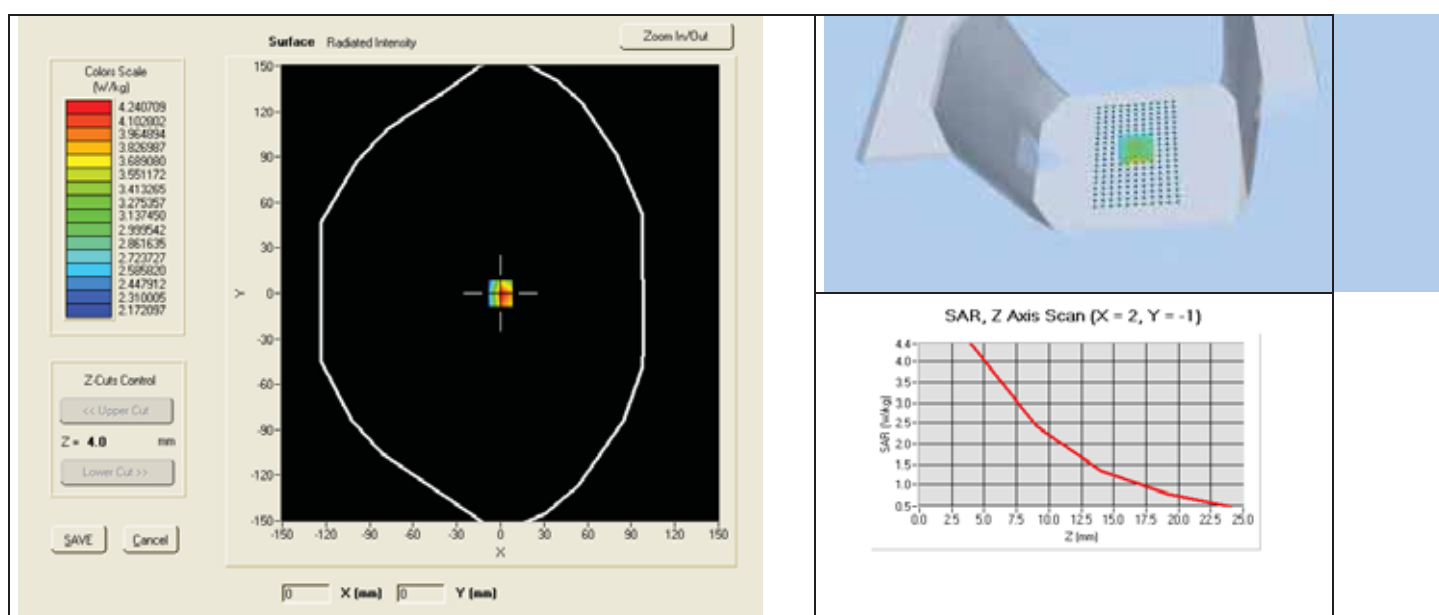 Surface Radiated Intensity
Zoom In/Out
Colors Scale
(W/kg)
4.240709
4.102802
3.964894
3.826987
3.689080
3.551172
3.413265
3.275357
3.137450
2.999542
2.861635
2.723727
2.585820
2.447912
2.310005
2.172097
Z-Cuts Control
<< Upper Cut
Z = 4.0 mm
Lower Cut >>
SAVE Cancel
150
120
90
60
30
0
-30
-60
-90
-120
-150
Y
-150 -120 -90 -60 -30 0 30 60 90 120 150
X
0 X (mm) 0 Y (mm)
SAR, Z Axis Scan (X = 2, Y = -1)
SAR (W/kg)
4.4
4.0
3.5
3.0
2.5
2.0
1.5
1.0
0.5
0.0 2.5 5.0 7.5 10.0 12.5 15.0 17.5 20.0 22.5 25.0
Z (mm)